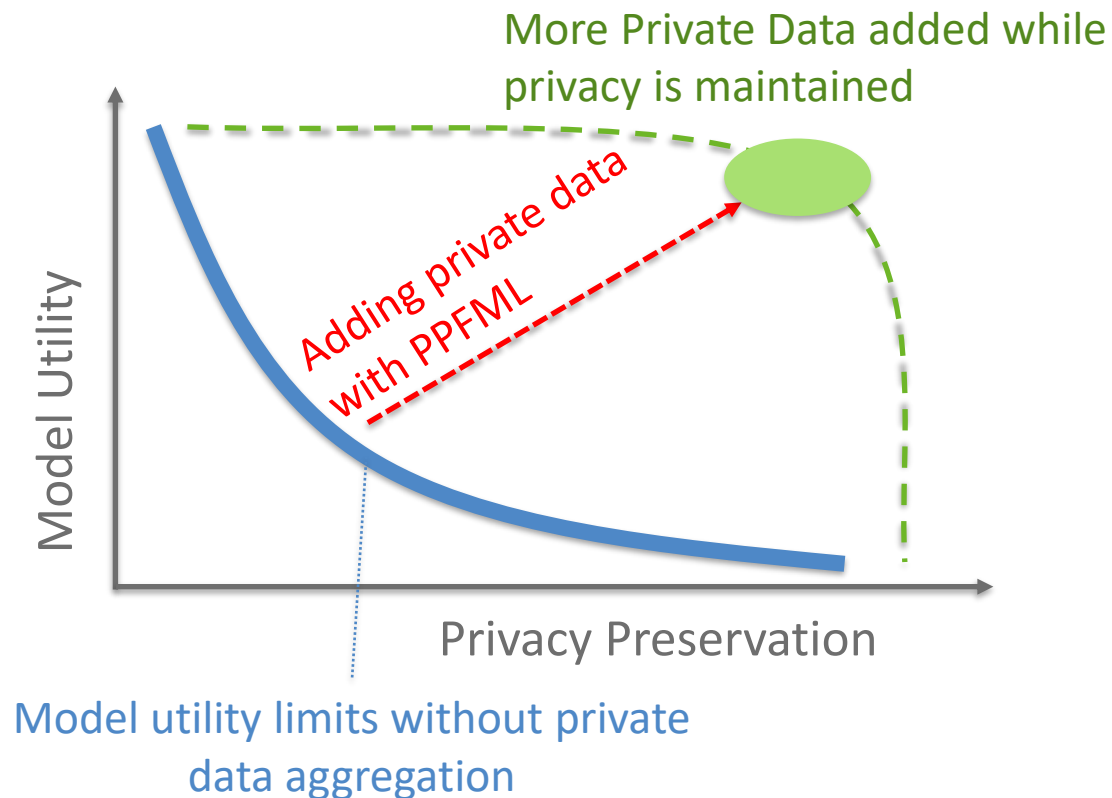 More Private Data added while
privacy is maintained
Adding private data
with PPFML
Model Utility
Privacy Preservation
Model utility limits without private
data aggregation